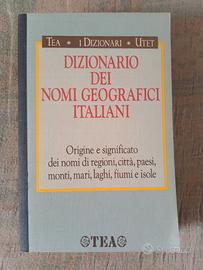 TEA • I DIZIONARI • UTET
DIZIONARIO
DEI
NOMI GEOGRAFICI
ITALIANI
Origine e significato
dei nomi di regioni, città, paesi,
monti, mari, laghi, fiumi e isole
TEA